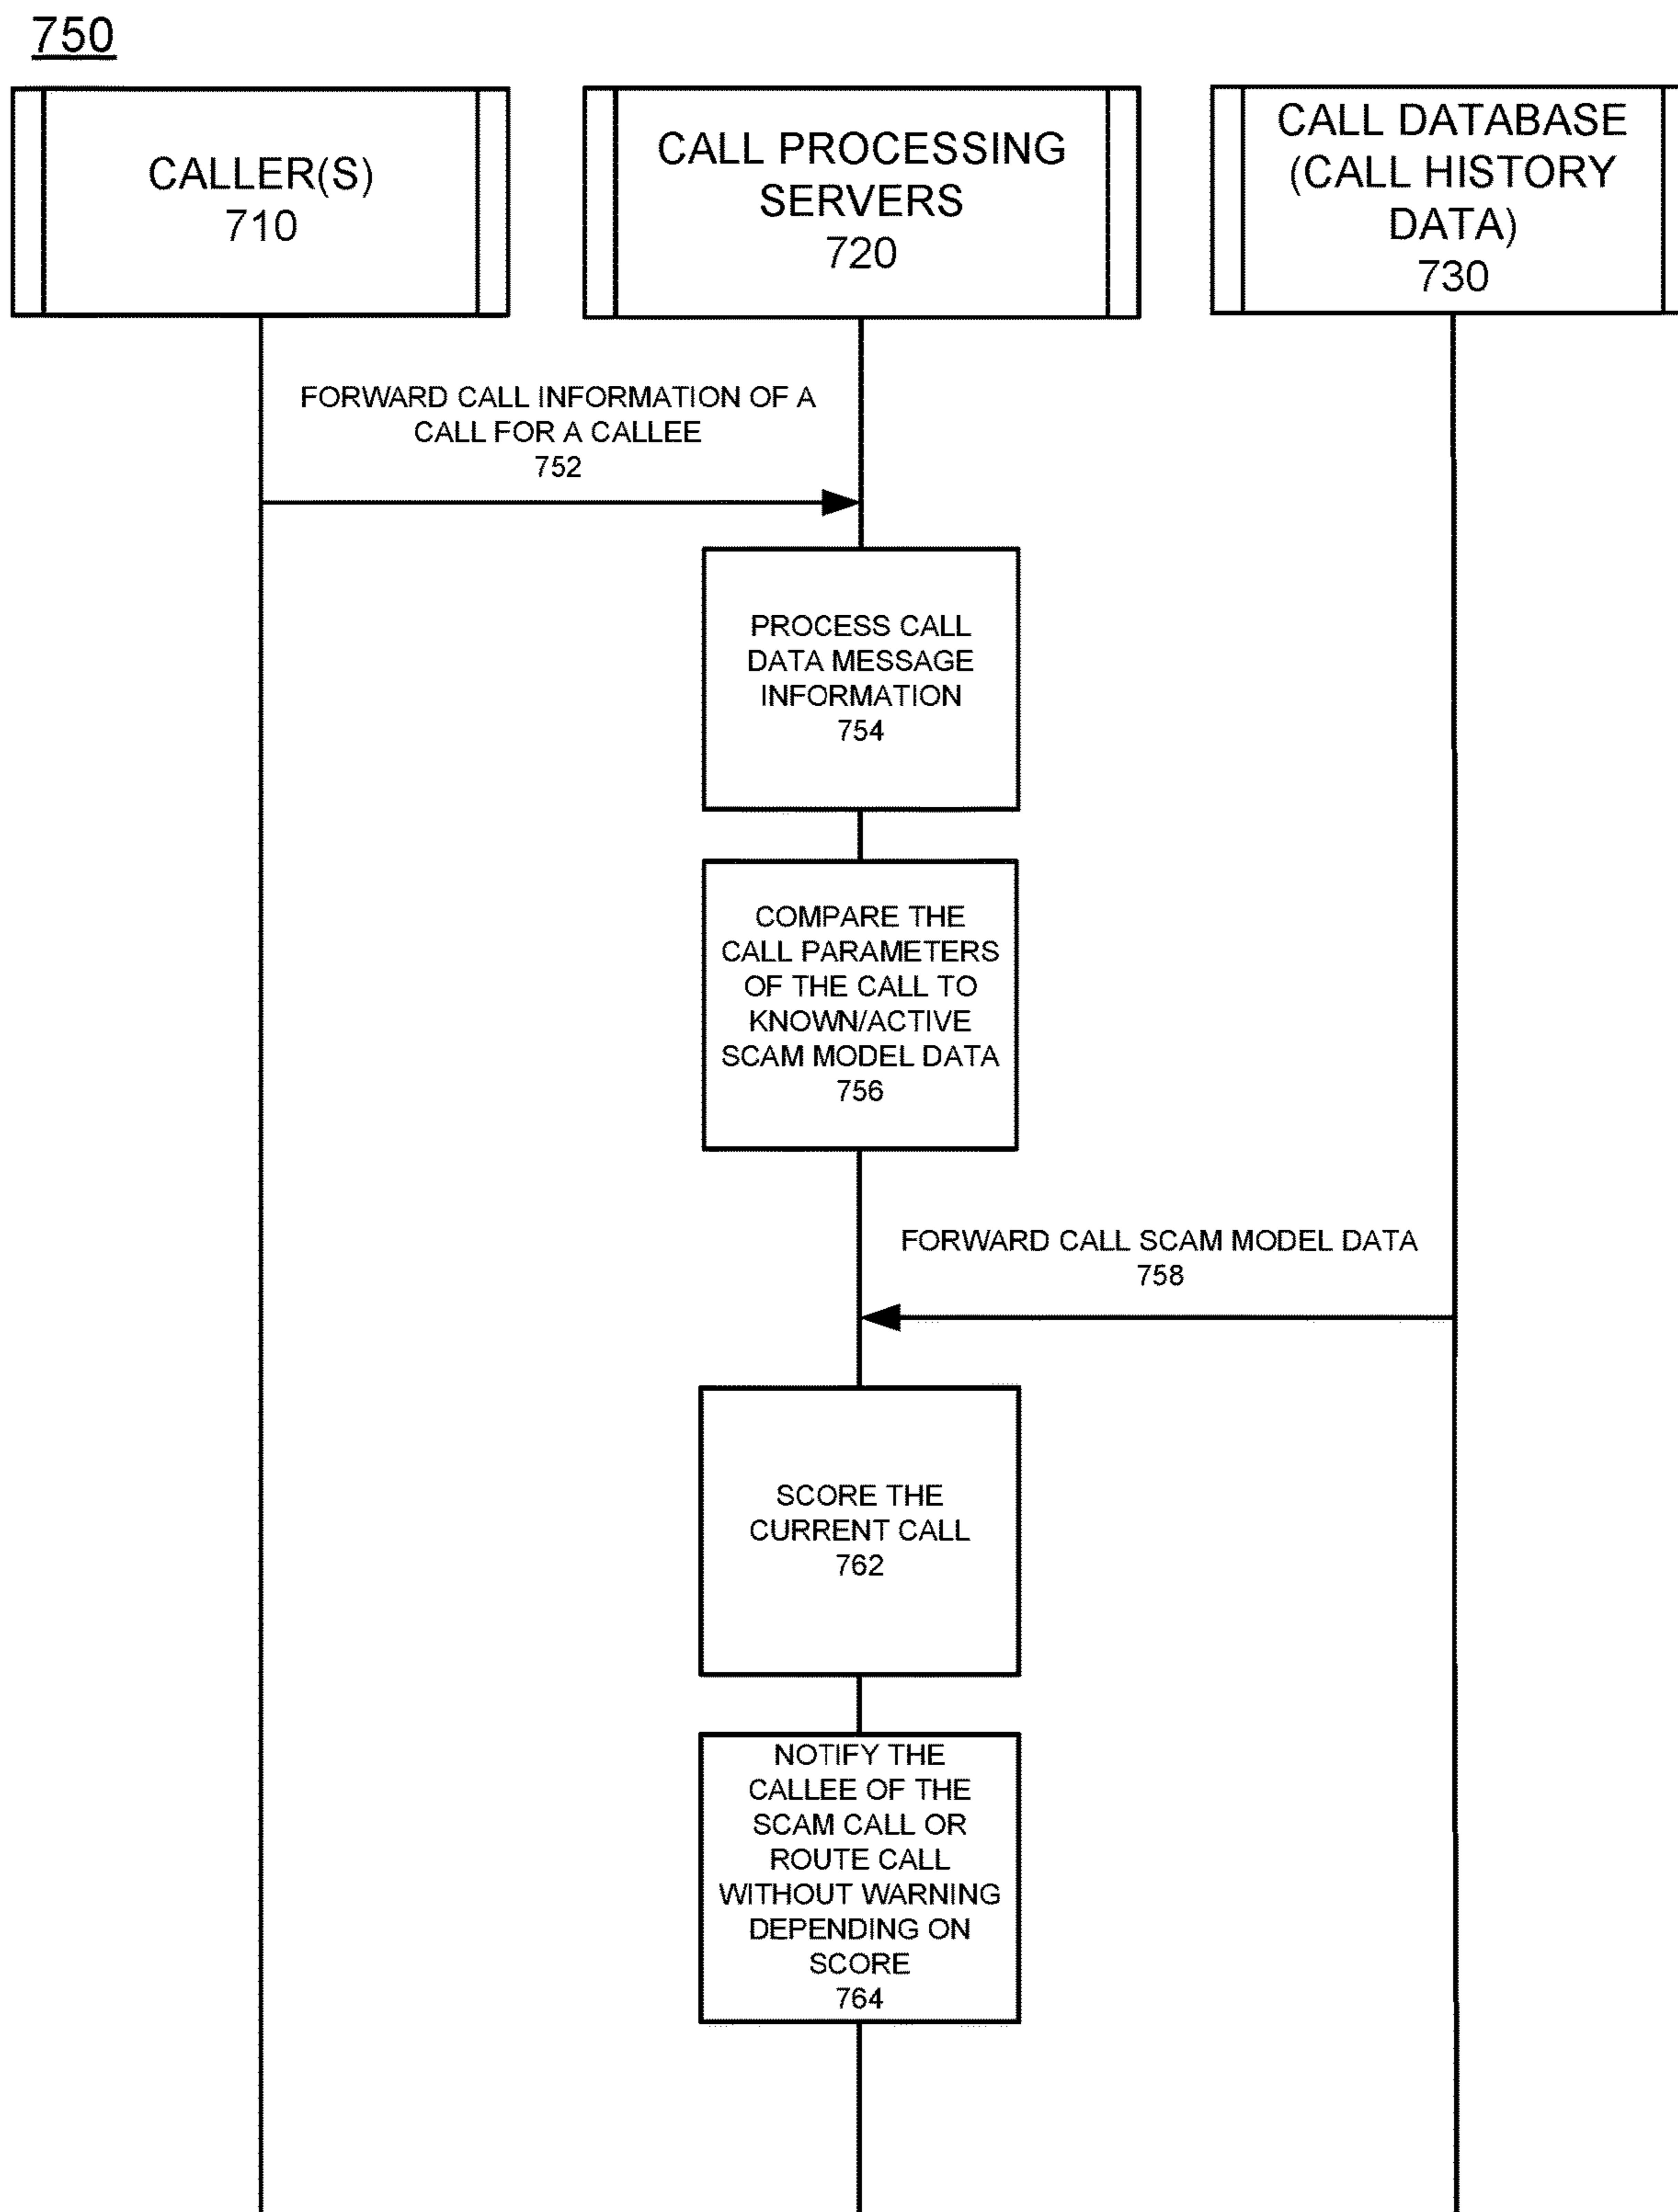 750
CALLER(S)
710
CALL PROCESSING
SERVERS
720
CALL DATABASE
(CALL HISTORY
DATA)
730
FORWARD CALL INFORMATION OF A
CALL FOR A CALLEE
752
PROCESS CALL
DATA MESSAGE
INFORMATION
754
COMPARE THE
CALL PARAMETERS
OF THE CALL TO
KNOWN/ACTIVE
SCAM MODEL DATA
756
FORWARD CALL SCAM MODEL DATA
758
SCORE THE
CURRENT CALL
762
NOTIFY THE
CALLEE OF THE
SCAM CALL OR
ROUTE CALL
WITHOUT WARNING
DEPENDING ON
SCORE
764